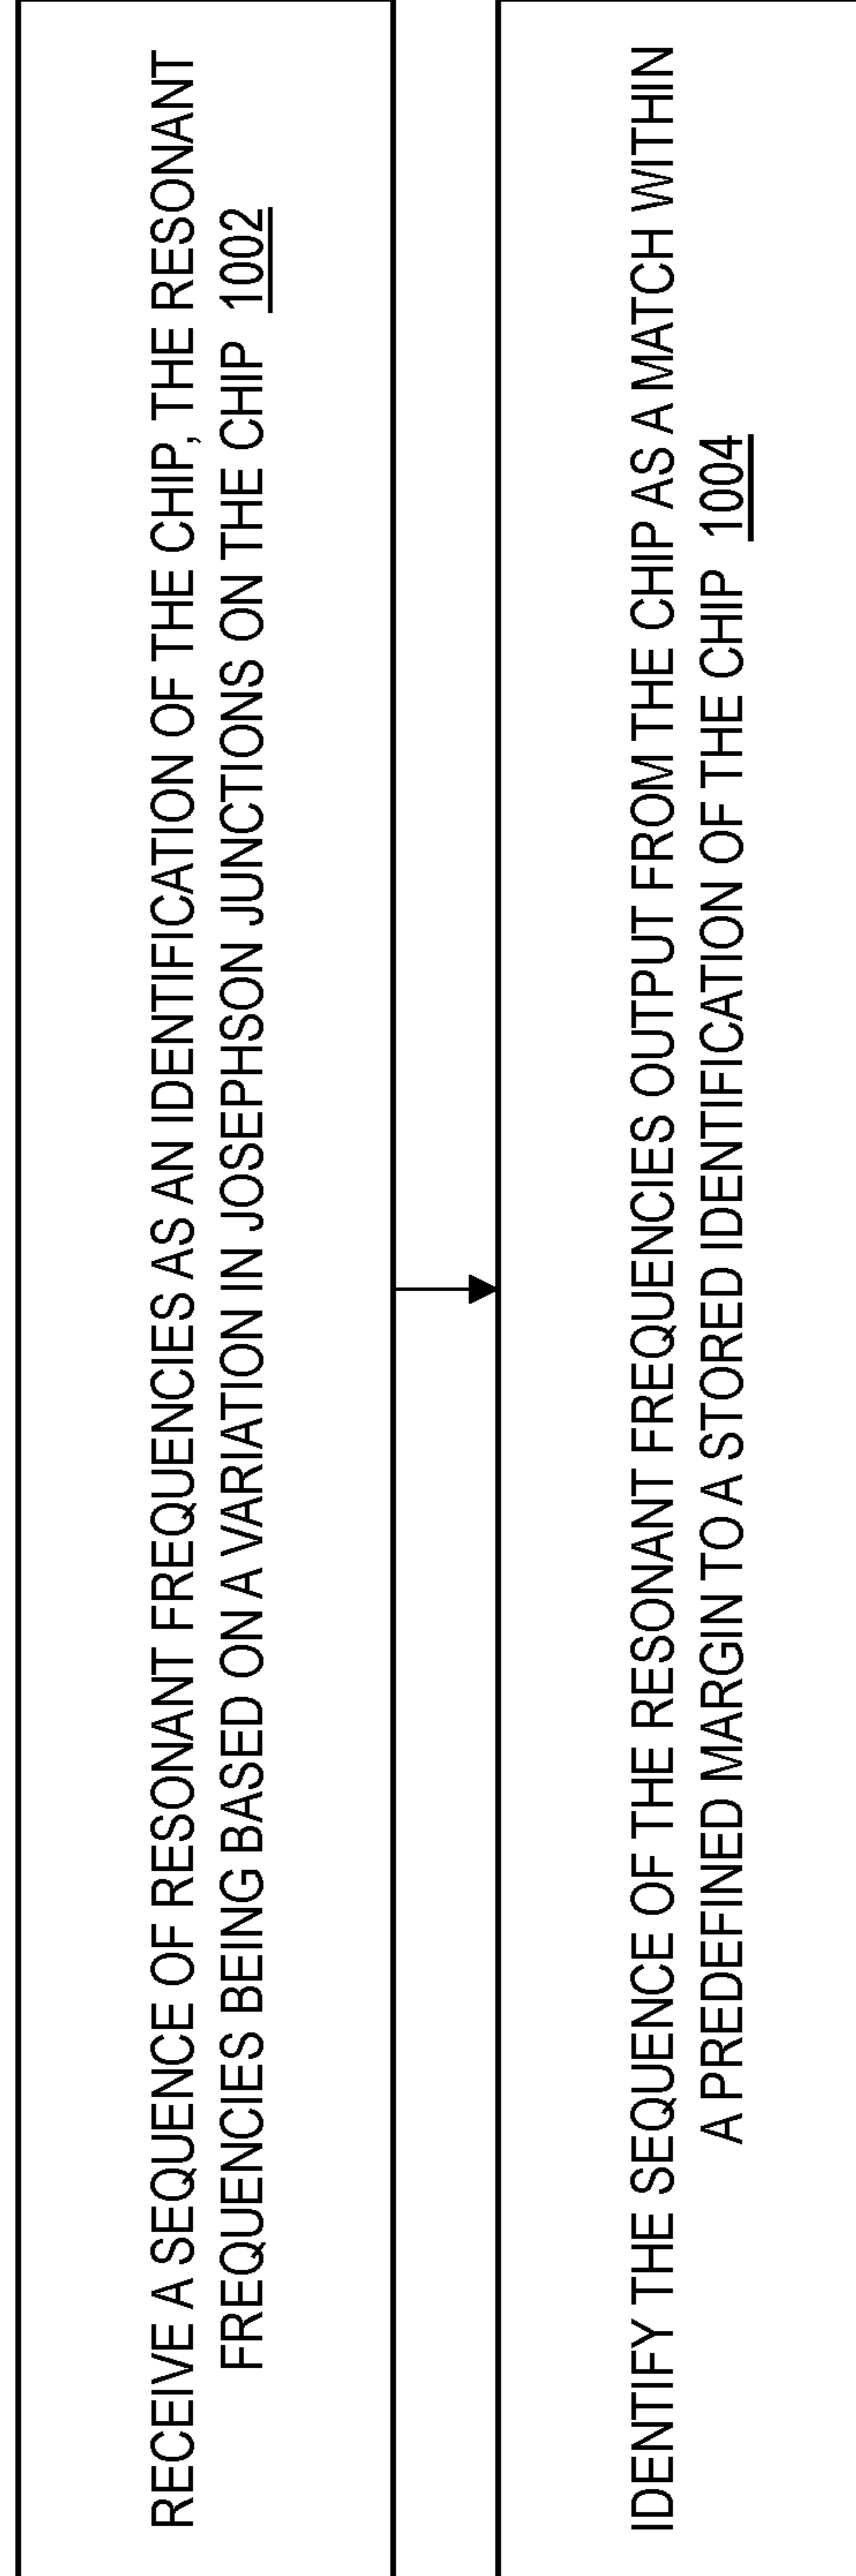 RECEIVE A SEQUENCE OF RESONANT FREQUENCIES AS AN IDENTIFICATION OF THE CHIP, THE RESONANT
FREQUENCIES BEING BASED ON A VARIATION IN JOSEPHSON JUNCTIONS ON THE CHIP 1002
IDENTIFY THE SEQUENCE OF THE RESONANT FREQUENCIES OUTPUT FROM THE CHIP AS A MATCH WITHIN
A PREDEFINED MARGIN TO A STORED IDENTIFICATION OF THE CHIP 1004